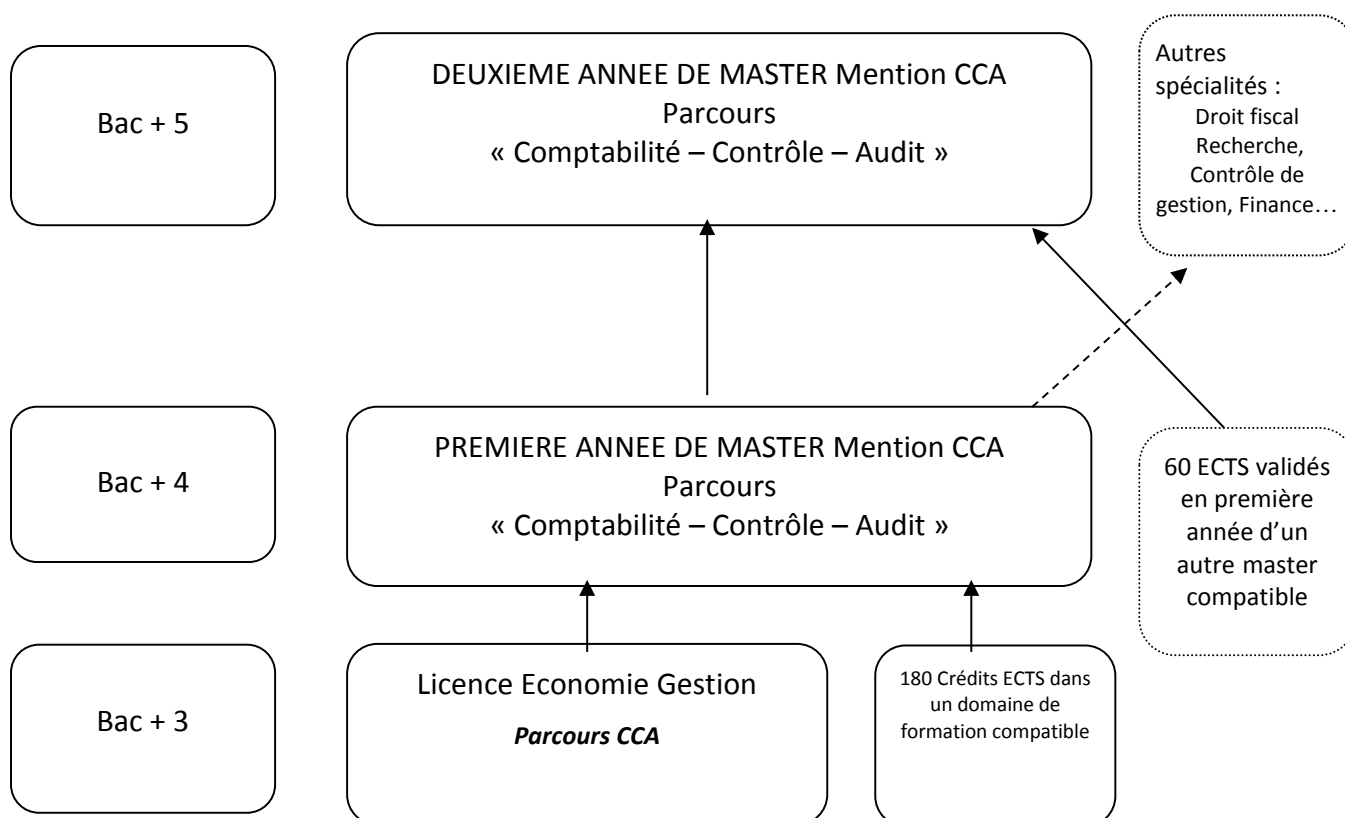 Bac + 5
DEUXIEME ANNEE DE MASTER Mention CCA
Parcours
« Comptabilité – Contrôle – Audit »
Autres
spécialités :
Droit fiscal
Recherche,
Contrôle de
gestion, Finance…
Bac + 4
PREMIERE ANNEE DE MASTER Mention CCA
Parcours
« Comptabilité – Contrôle – Audit »
60 ECTS validés
en première
année d’un
autre master
compatible
Bac + 3
Licence Economie Gestion
Parcours CCA
180 Crédits ECTS dans
un domaine de
formation compatible